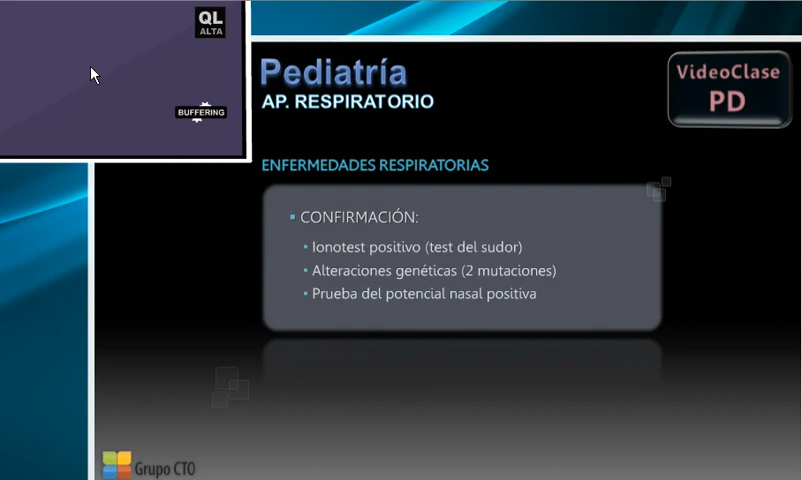 QL
ALTA
BUFFERING
Pediatría
AP. RESPIRATORIO
VideoClase
PD
ENFERMEDADES RESPIRATORIAS
▪ CONFIRMACIÓN:
• Ionotest positivo (test del sudor)
• Alteraciones genéticas (2 mutaciones)
• Prueba del potencial nasal positiva
Grupo CTO